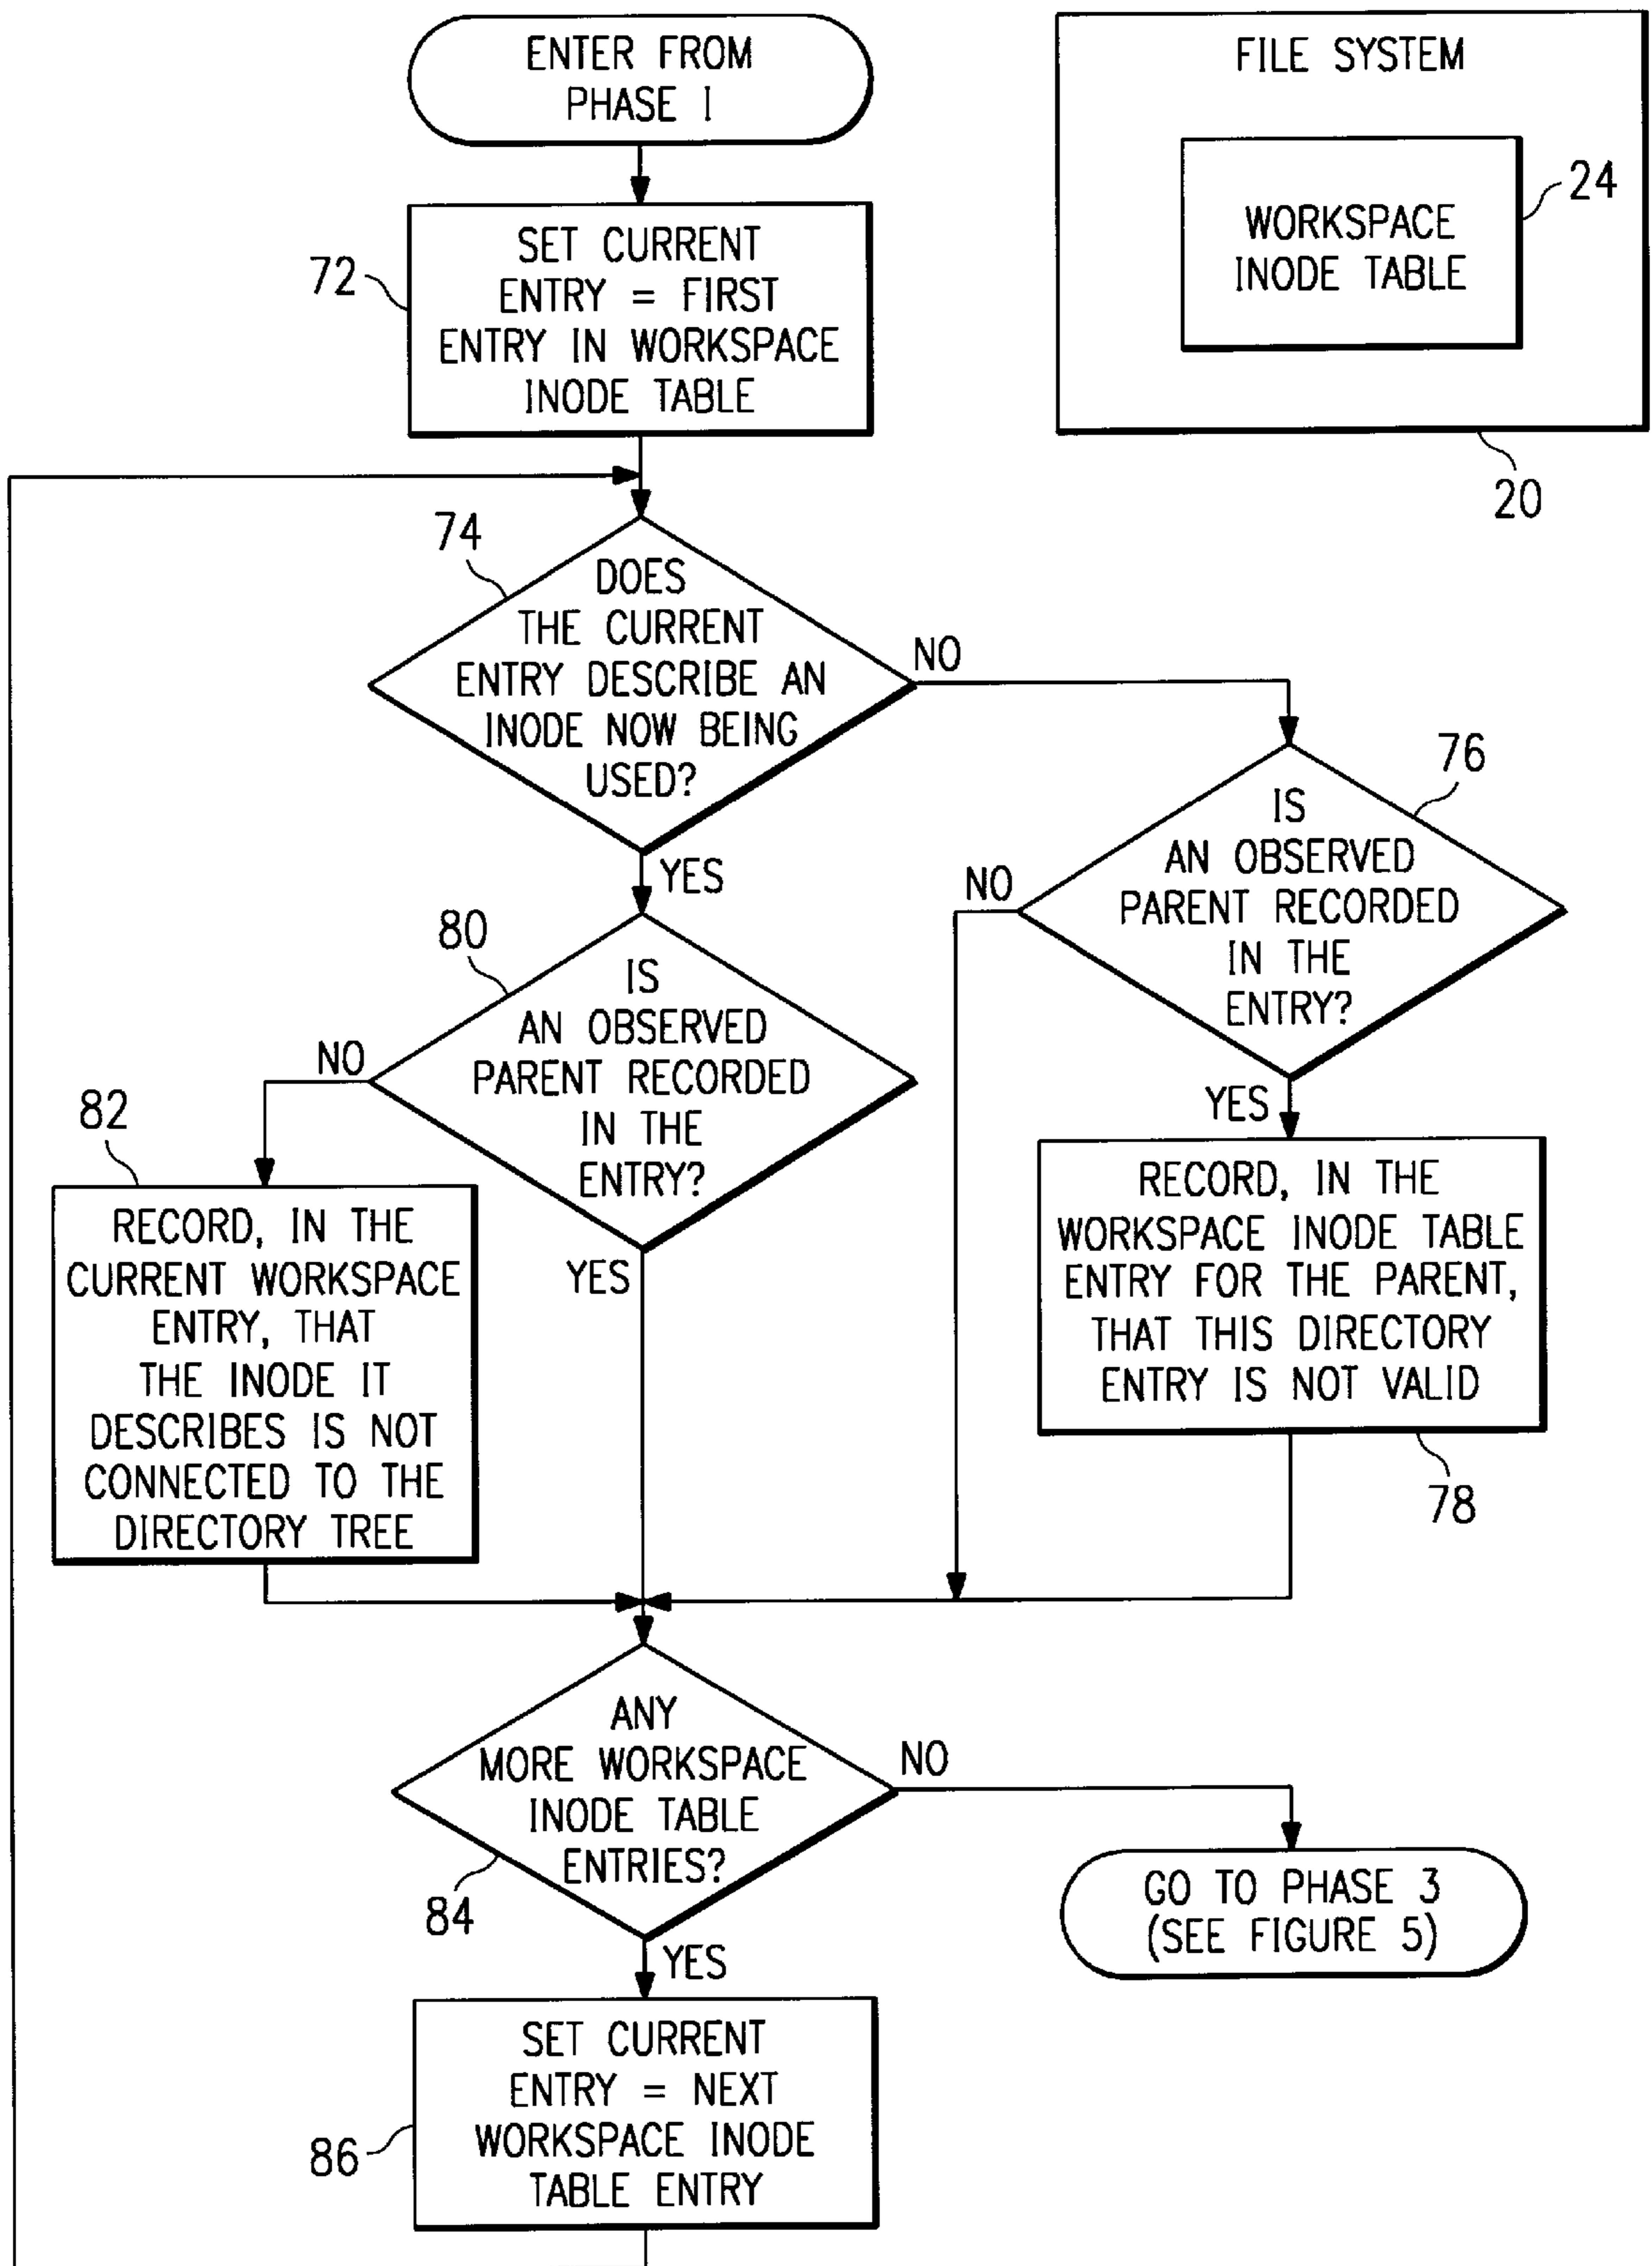 ENTER FROM
PHASE 1
FILE SYSTEM
WORKSPACE
INODE TABLE
24
20
72
SET CURRENT
ENTRY = FIRST
ENTRY IN WORKSPACE
INODE TABLE
74
DOES
THE CURRENT
ENTRY DESCRIBE AN
INODE NOW BEING
USED?
NO
YES
76
IS
AN OBSERVED
PARENT RECORDED
IN THE
ENTRY?
NO
YES
80
IS
AN OBSERVED
PARENT RECORDED
IN THE
ENTRY?
NO
YES
82
RECORD, IN THE
CURRENT WORKSPACE
ENTRY, THAT
THE INODE IT
DESCRIBES IS NOT
CONNECTED TO THE
DIRECTORY TREE
RECORD, IN THE
WORKSPACE INODE TABLE
ENTRY FOR THE PARENT,
THAT THIS DIRECTORY
ENTRY IS NOT VALID
78
ANY
MORE WORKSPACE
INODE TABLE
ENTRIES?
84
NO
YES
GO TO PHASE 3
(SEE FIGURE 5)
SET CURRENT
ENTRY = NEXT
WORKSPACE INODE
TABLE ENTRY
86